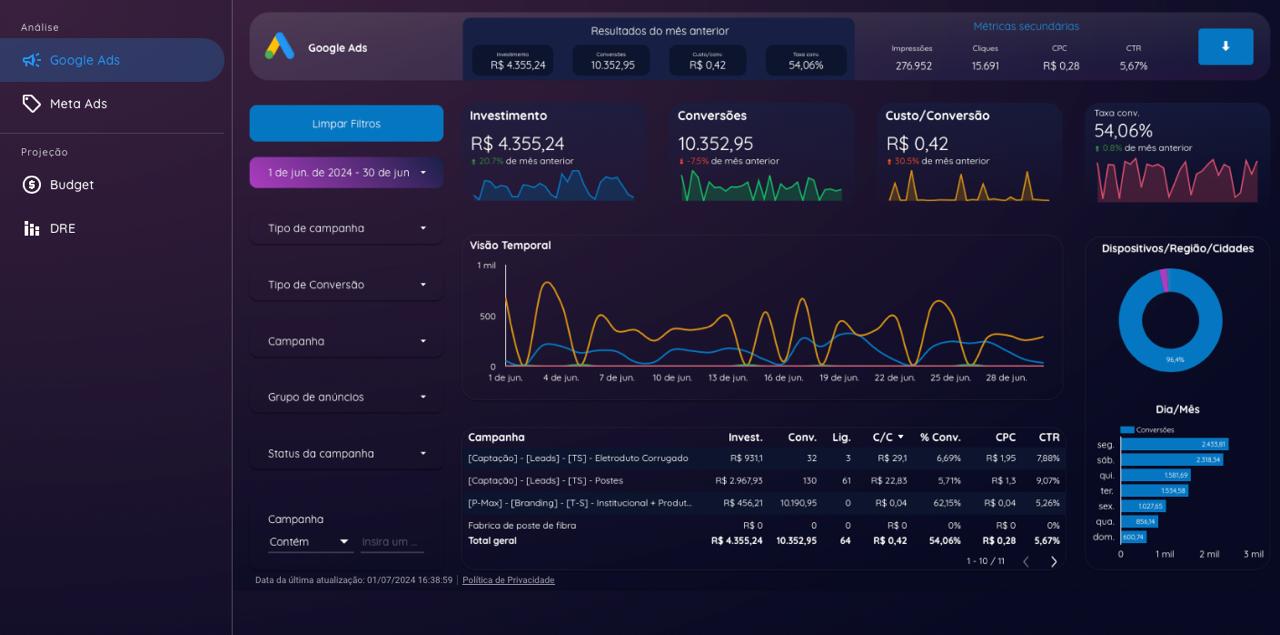 Análise
Google Ads
Meta Ads
Projeção
Budget
DRE
Google Ads
Resultados do mês anterior
Investimento
R$ 4.355,24
Conversões
10.352,95
Custo/conv.
R$ 0,42
Taxa conv.
54,06%
Métricas secundárias
Impressões
276.952
Cliques
15.691
CPC
R$ 0,28
CTR
5,67%
Limpar Filtros
1 de jun. de 2024 - 30 de jun
Tipo de campanha
Tipo de Conversão
Campanha
Grupo de anúncios
Status da campanha
Campanha
Contém
Insira um ...
Investimento
R$ 4.355,24
20.7% de mês anterior
Conversões
10.352,95
-7.5% de mês anterior
Custo/Conversão
R$ 0,42
30.5% de mês anterior
Taxa conv.
54,06%
0.8% de mês anterior
Visão Temporal
1 mil
500
0
1 de jun. 4 de jun. 7 de jun. 10 de jun. 13 de jun. 16 de jun. 19 de jun. 22 de jun. 25 de jun. 28 de jun.
Dispositivos/Região/Cidades
96,4%
Campanha Invest. Conv. Lig. C/C % Conv. CPC CTR
[Captação] - [Leads] - [TS] - Eletroduto Corrugado R$ 931,1 32 3 R$ 29,1 6,69% R$ 1,95 7,88%
[Captação] - [Leads] - [TS] - Postes R$ 2.967,93 130 61 R$ 22,83 5,71% R$ 1,3 9,07%
[P-Max] - [Branding] - [T-S] - Institucional + Produt... R$ 456,21 10.190,95 0 R$ 0,04 62,15% R$ 0,04 5,26%
Fabrica de poste de fibra R$ 0 0 0 R$ 0 0% R$ 0 0%
Total geral R$ 4.355,24 10.352,95 64 R$ 0,42 54,06% R$ 0,28 5,67%
1 - 10 / 11
Dia/Mês
Conversões
seg. 2.433,81
sáb. 2.318,34
qui. 1.581,69
ter. 1.534,58
sex. 1.027,65
qua. 856,14
dom. 600,74
0 1 mil 2 mil 3 mil
Data da última atualização: 01/07/2024 16:38:59 | Política de Privacidade